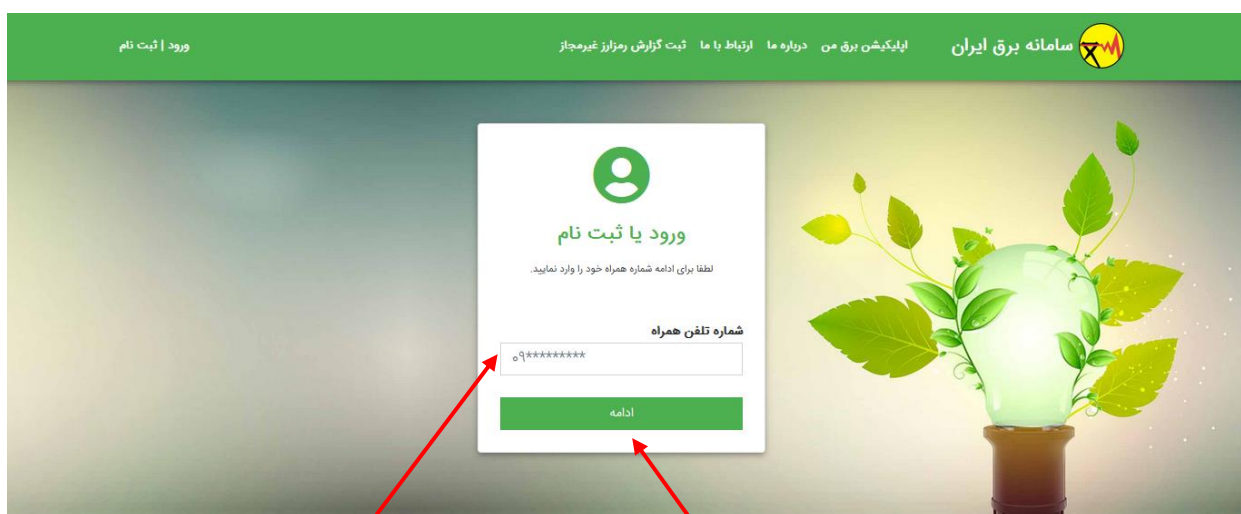 سامانه برق ایران
اپلیکیشن برق من   درباره ما   ارتباط با ما   ثبت گزارش رمزارز غیرمجاز
ورود | ثبت نام
ورود یا ثبت نام
لطفا برای ادامه شماره همراه خود را وارد نمایید.
شماره تلفن همراه
۰۹*********
ادامه